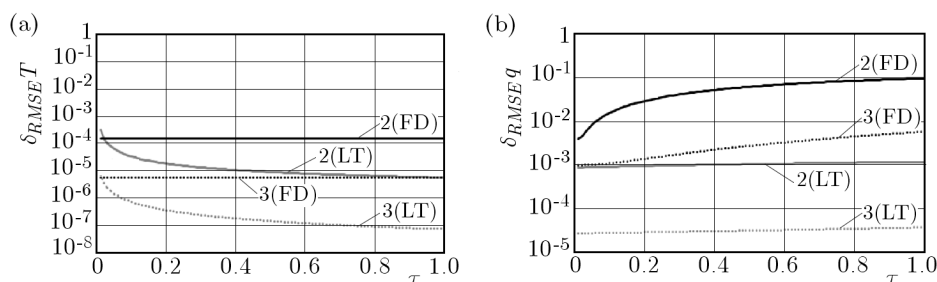 (a)
δRMSE T
1
10-1
10-2
10-3
10-4
10-5
10-6
10-7
10-8
2(FD)
2(LT)
3(FD)
3(LT)
0 0.2 0.4 0.6 0.8 1.0
τ
(b)
δRMSE q
1
10-1
10-2
10-3
10-4
10-5
2(FD)
3(FD)
2(LT)
3(LT)
0 0.2 0.4 0.6 0.8 1.0
τ